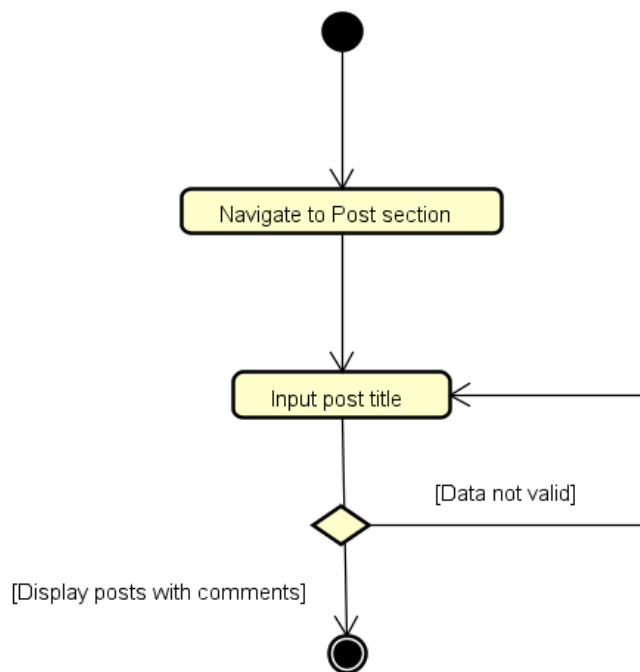 Navigate to Post section
Input post title
[Data not valid]
[Display posts with comments]